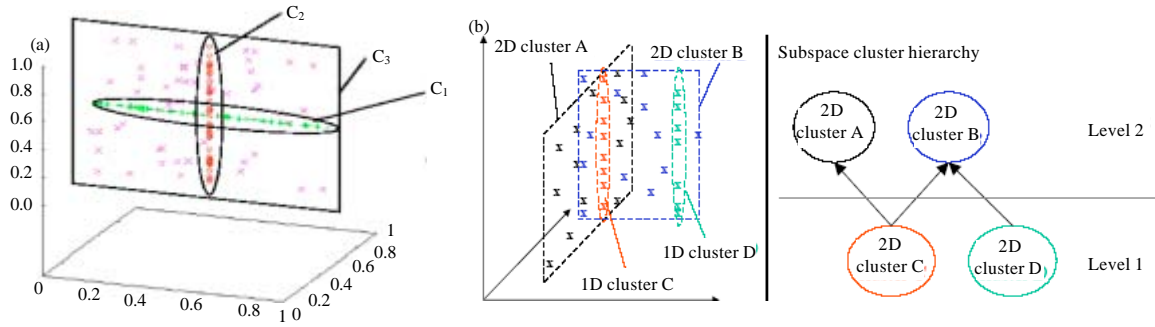 (a)
C2
C3
C1
1.0
0.8
0.6
0.4
0.2
0.0
0
0.2
0.4
0.6
0.8
1 0
0.2
0.4
0.6
0.8
1
(b)
2D
cluster A
2D
cluster B
1D
cluster C
1D
cluster D
Subspace cluster hierarchy
2D
cluster A
2D
cluster B
Level 2
2D
cluster C
2D
cluster D
Level 1